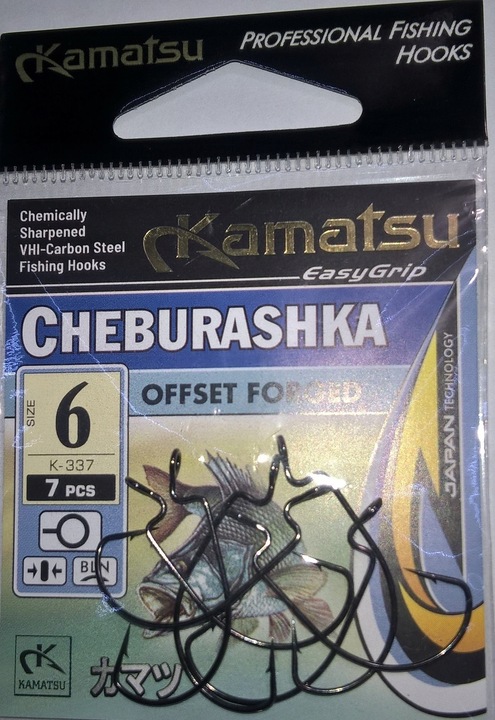 Kamatsu
PROFESSIONAL FISHING
HOOKS
Chemically
Sharpened
VHI-Carbon Steel
Fishing Hooks
Kamatsu
EasyGrip
CHEBURASHKA
OFFSET FORGED
SIZE
6
K-337
7 PCS
BLN
JAPAN TECHNOLOGY
KAMATSU
カマツ